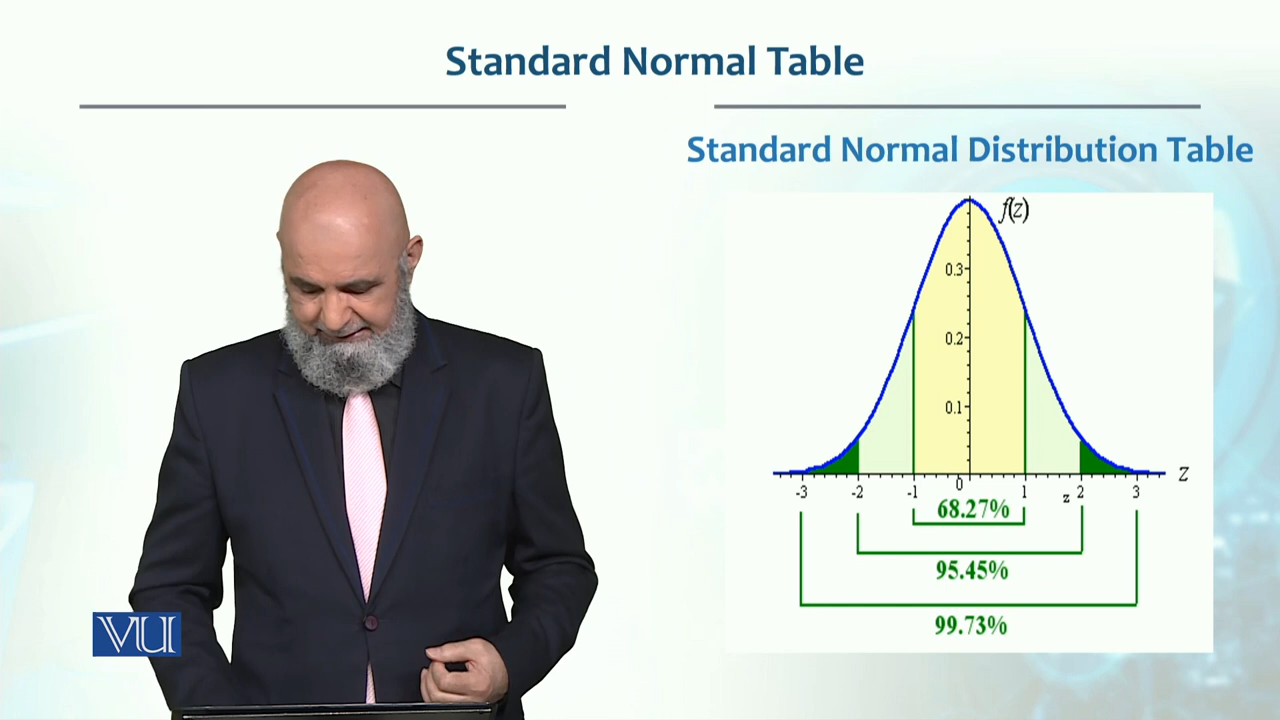 Standard Normal Table
Standard Normal Distribution Table
f(z)
0.3
0.2
0.1
-3 -2 -1 0 1 z 2 3 Z
68.27%
95.45%
99.73%
VU